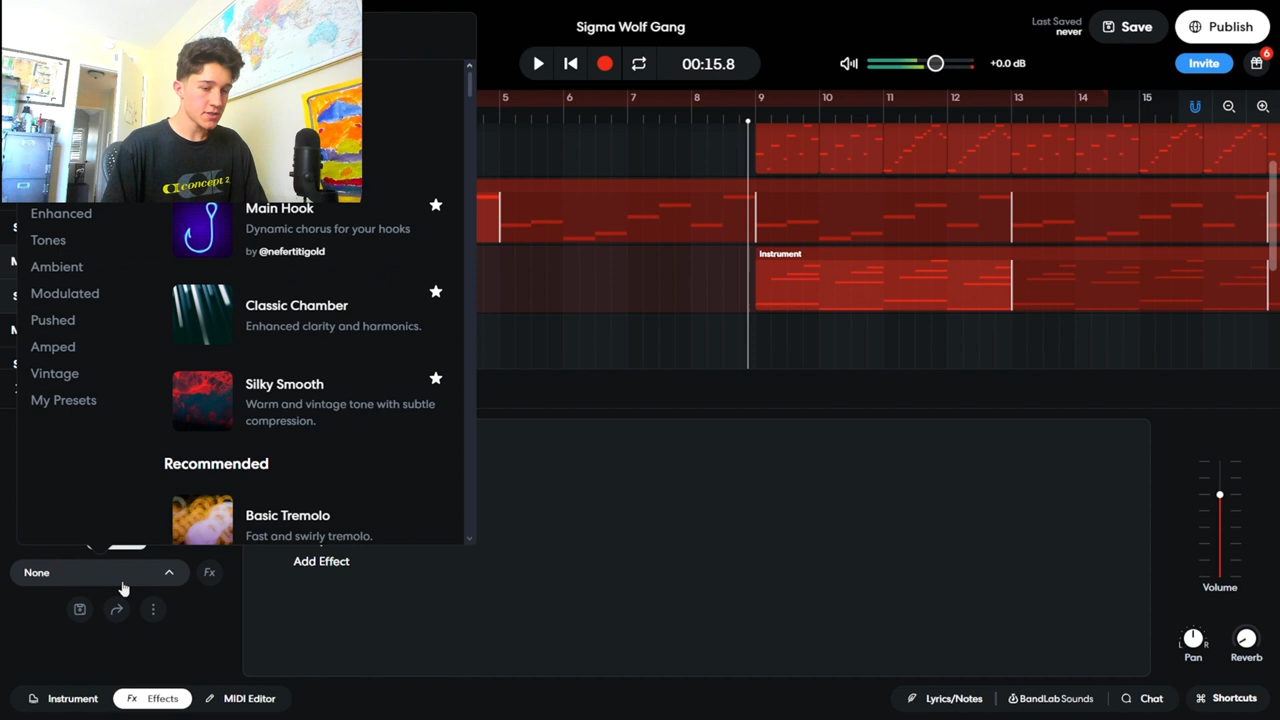 Sigma Wolf Gang
Last Saved
never
Save
Publish
00:15.8
+0.0 dB
Invite
6
concept 2
5 6 7 8 9 10 11 12 13 14 15
Instrument
Enhanced
Tones
Ambient
Modulated
Pushed
Amped
Vintage
My Presets
Main Hook
Dynamic chorus for your hooks
by @nefertitigold
Classic Chamber
Enhanced clarity and harmonics.
Silky Smooth
Warm and vintage tone with subtle
compression.
Recommended
Basic Tremolo
Fast and swirly tremolo.
Add Effect
None
Fx
Volume
L R
Pan
Reverb
Instrument
Fx Effects
MIDI Editor
Lyrics/Notes
BandLab Sounds
Chat
Shortcuts